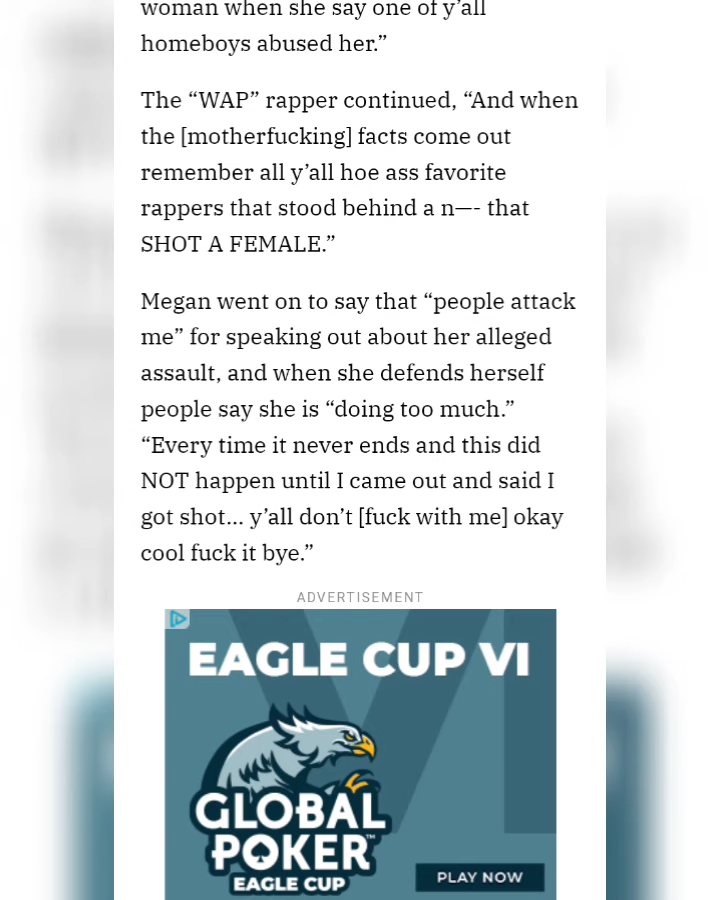 woman when she say one of y’all
homeboys abused her.”
The “WAP” rapper continued, “And when
the [motherfucking] facts come out
remember all y’all hoe ass favorite
rappers that stood behind a n—- that
SHOT A FEMALE.”
Megan went on to say that “people attack
me” for speaking out about her alleged
assault, and when she defends herself
people say she is “doing too much.”
“Every time it never ends and this did
NOT happen until I came out and said I
got shot… y’all don’t [fuck with me] okay
cool fuck it bye.”
ADVERTISEMENT
EAGLE CUP VI
GLOBAL
POKER™
EAGLE CUP
PLAY NOW